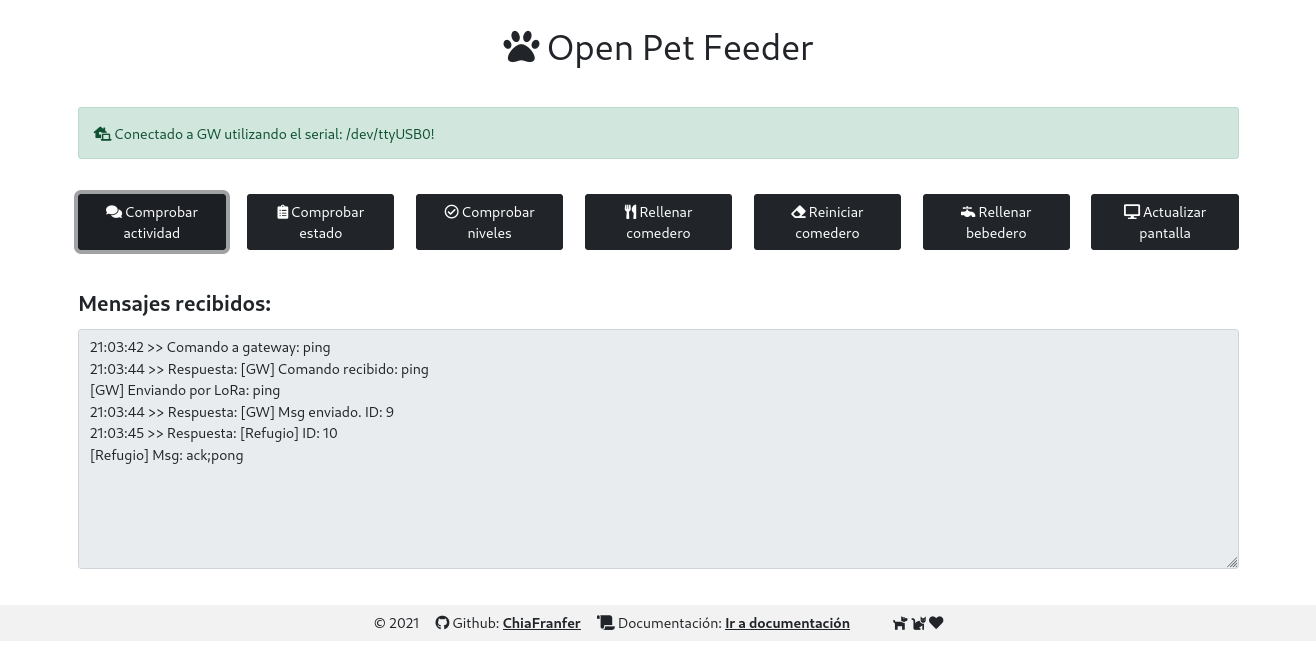 Open Pet Feeder
Conectado a GW utilizando el serial: /dev/ttyUSB0!
Comprobar
actividad
Comprobar
estado
Comprobar
niveles
Rellenar
comedero
Reiniciar
comedero
Rellenar
bebedero
Actualizar
pantalla
Mensajes recibidos:
21:03:42 >> Comando a gateway: ping
21:03:44 >> Respuesta: [GW] Comando recibido: ping
[GW] Enviando por LoRa: ping
21:03:44 >> Respuesta: [GW] Msg enviado. ID: 9
21:03:45 >> Respuesta: [Refugio] ID: 10
[Refugio] Msg: ack;pong
© 2021 Github: ChiaFranfer Documentación: Ir a documentación